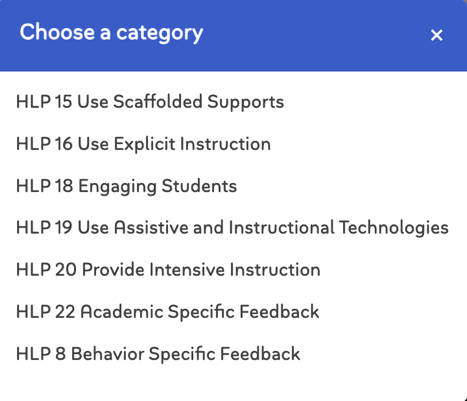 Choose a category
×
HLP 15 Use Scaffolded Supports
HLP 16 Use Explicit Instruction
HLP 18 Engaging Students
HLP 19 Use Assistive and Instructional Technologies
HLP 20 Provide Intensive Instruction
HLP 22 Academic Specific Feedback
HLP 8 Behavior Specific Feedback